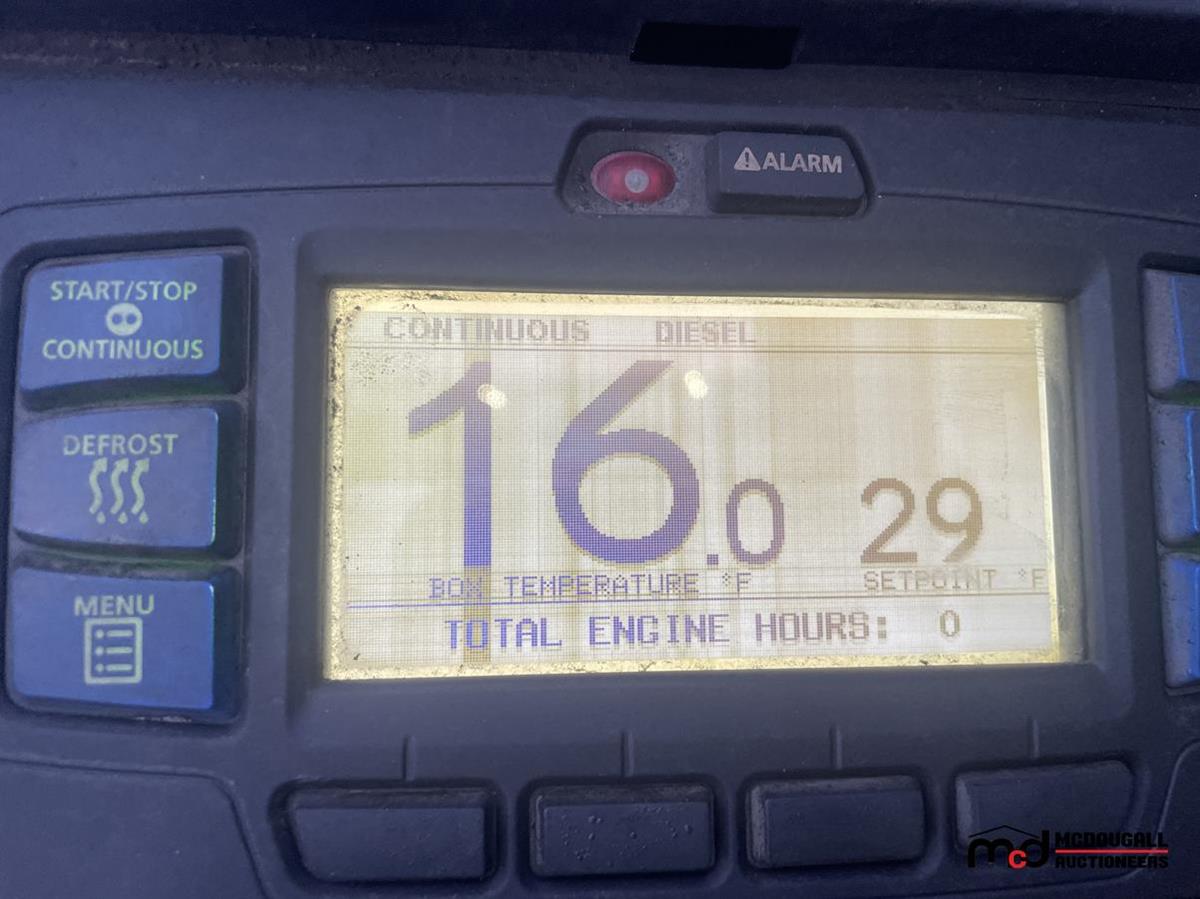 ⚠ALARM
START/STOP
CONTINUOUS
DEFROST
MENU
CONTINUOUS DIESEL
16.0 29
BOX TEMPERATURE °F SETPOINT °F
TOTAL ENGINE HOURS: 0
mcd MCDOUGALL
AUCTIONEERS